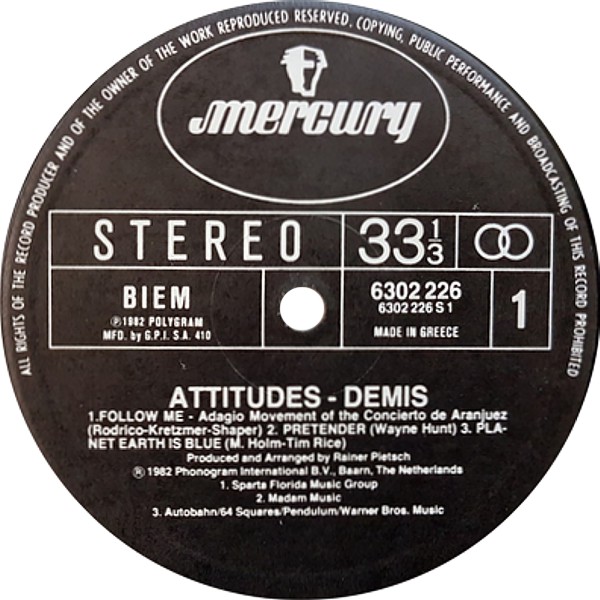 ALL RIGHTS OF THE RECORD PRODUCER AND OF THE OWNER OF THE WORK REPRODUCED RESERVED. COPYING, PUBLIC PERFORMANCE AND BROADCASTING OF THIS RECORD PROHIBITED
mercury
STEREO 33 1/3
BIEM
℗1982 POLYGRAM
MFD. by G.P.I. S.A. 410
6302 226
6302 226 S 1
MADE IN GREECE
1
ATTITUDES - DEMIS
1.FOLLOW ME - Adagio Movement of the Concierto de Aranjuez
(Rodrico-Kretzmer-Shaper) 2. PRETENDER (Wayne Hunt) 3. PLA-
NET EARTH IS BLUE (M. Holm-Tim Rice)
Produced and Arranged by Rainer Pietsch
℗ 1982 Phonogram International B.V., Baarn, The Netherlands
1. Sparta Florida Music Group
2. Madam Music
3. Autobahn/64 Squares/Pendulum/Warner Bros. Music